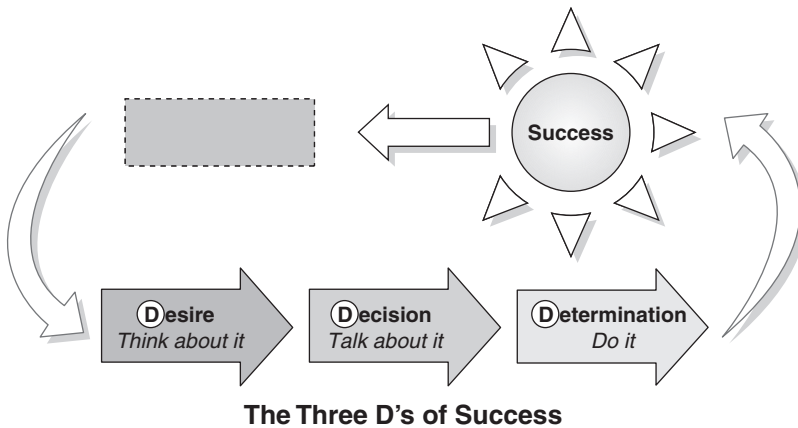 Success
Desire
Think about it
Decision
Talk about it
Determination
Do it
The Three D's of Success